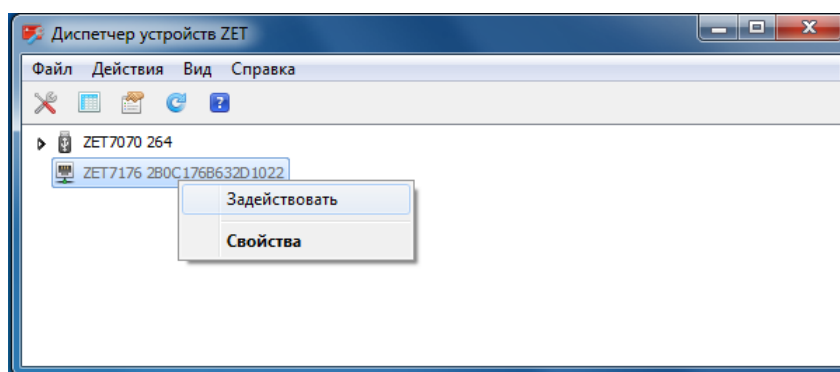 Диспетчер устройств ZET
Файл Действия Вид Справка
ZET7070 264
ZET7176 2B0C176B632D1022
Задействовать
Свойства